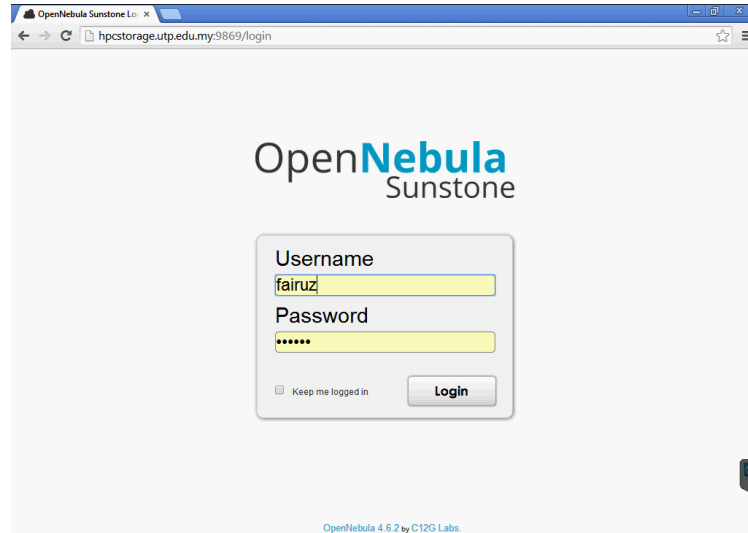 OpenNebula Sunstone Lo
hpcstorage.utp.edu.my:9869/login
OpenNebula
Sunstone
Username
fairuz
Password
••••••
Keep me logged in
Login
OpenNebula 4.6.2 by C12G Labs.